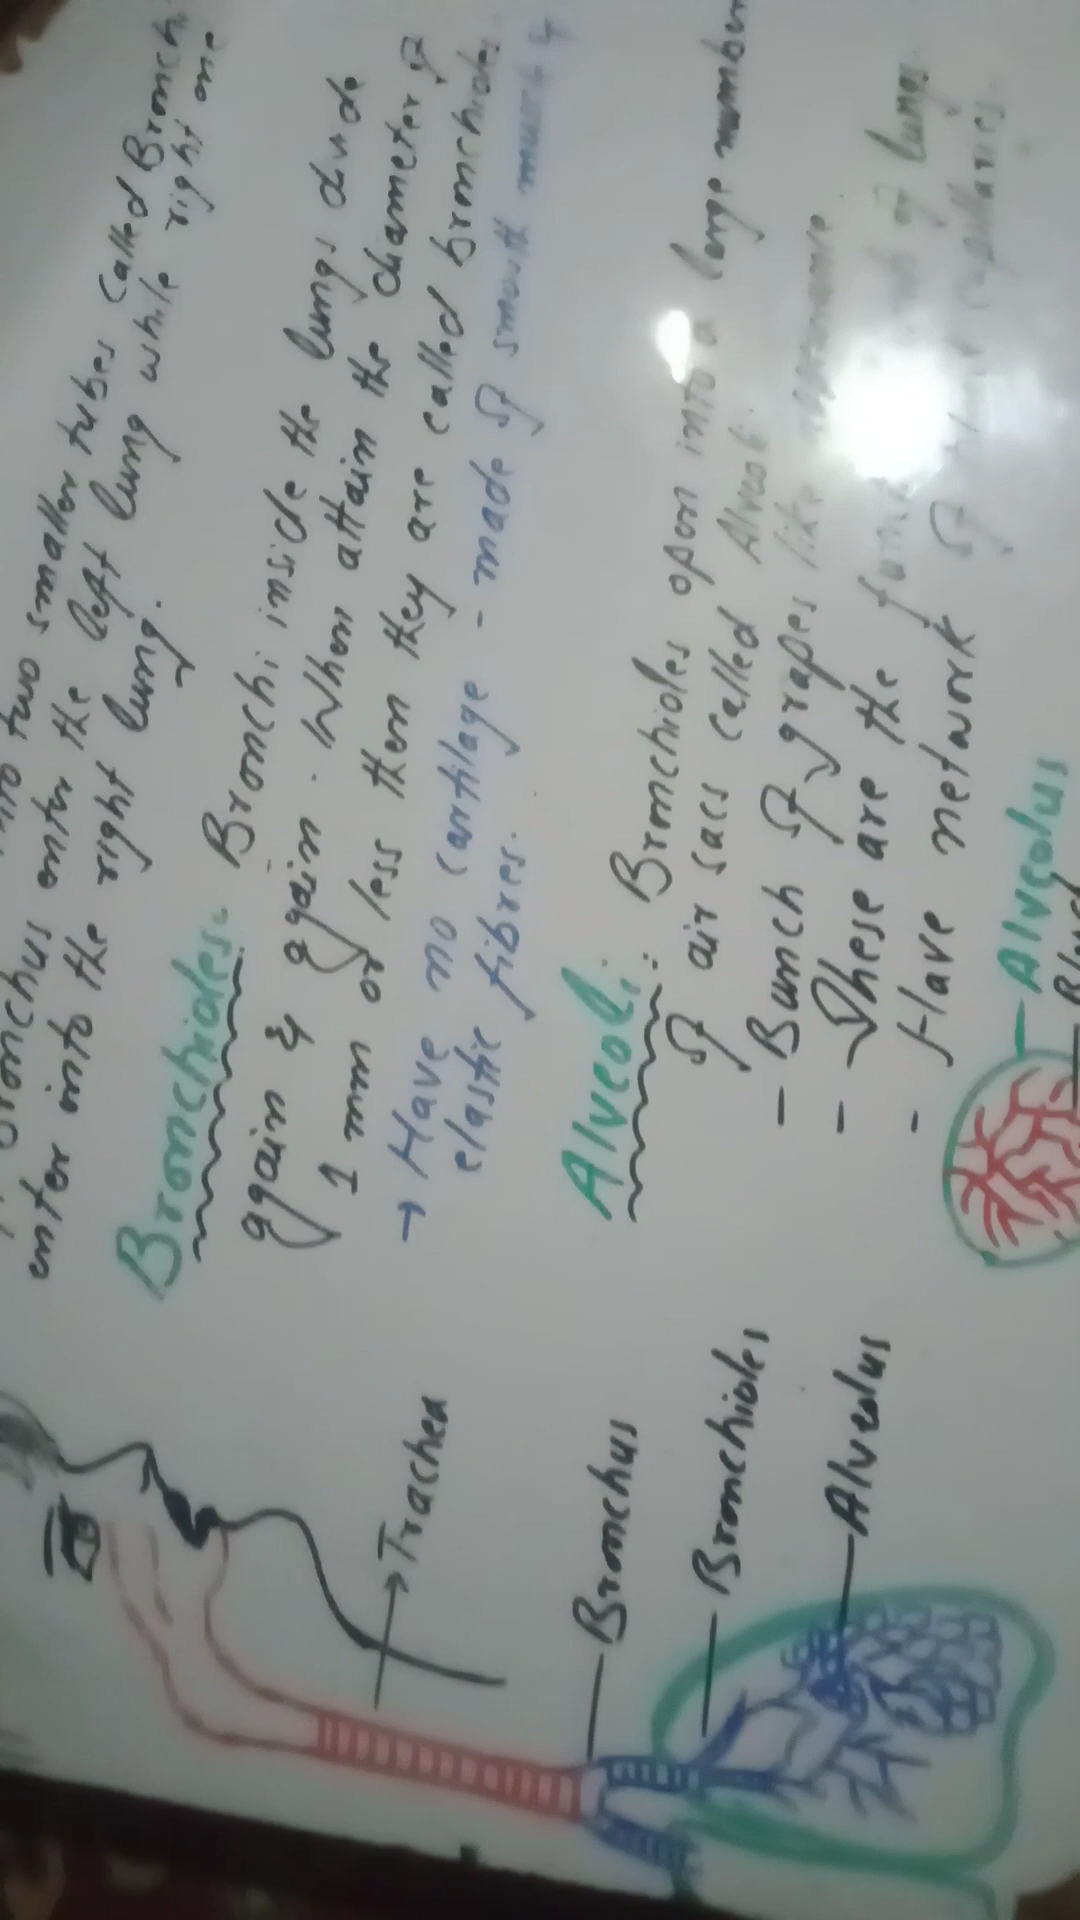 two smaller tubes called Bronch
Bronchus enter the left lung while right one
enter into the right lung.
Bronchioles:- Bronchi inside the lungs divide
again & again. When attain the diameter of
1 mm or less then they are called bronchioles.
→ Have no cartilage - made of smooth muscle &
elastic fibres.
Alveoli: Bronchioles open into a large number
of air sacs called Alveoli.
- Bunch of grapes like
- These are the of lungs.
- Have network of capillaries.
Alveolus
Trachea
Bronchus
Bronchioles
Alveolus